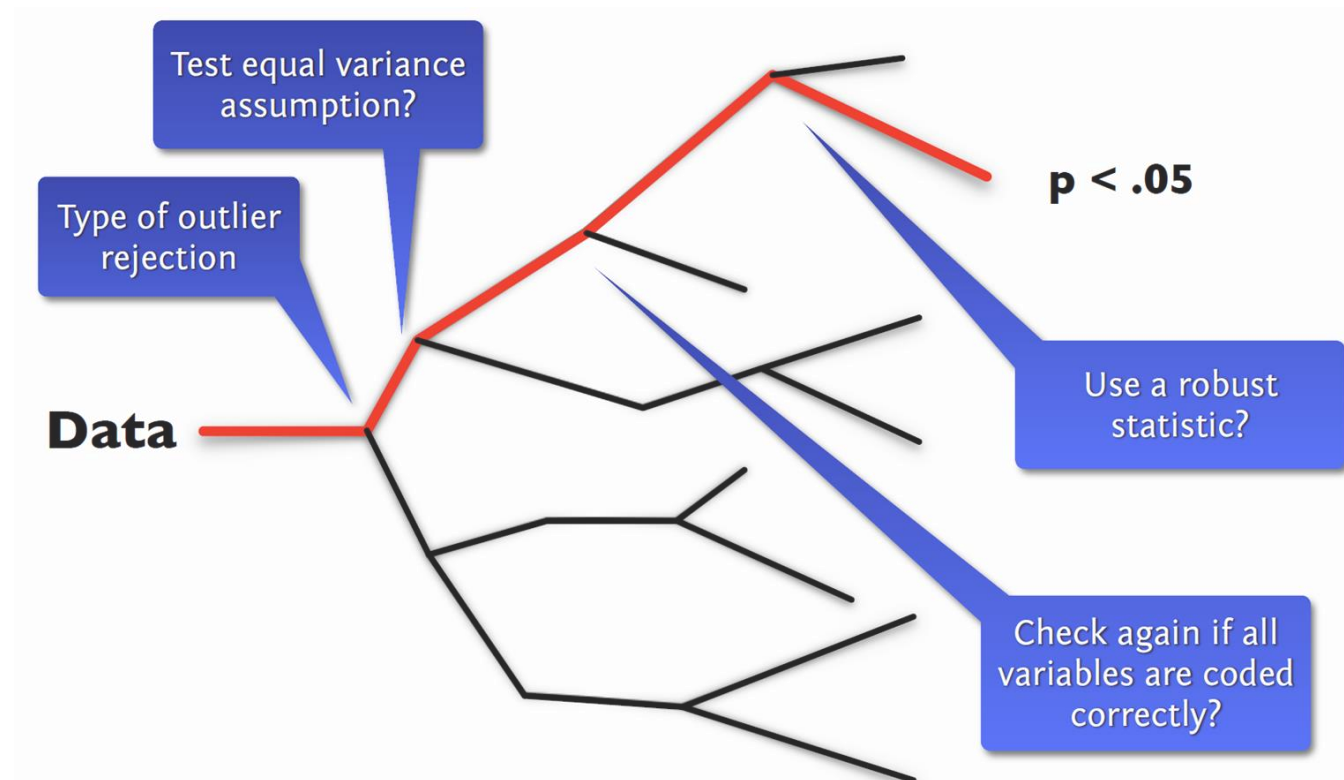 Test equal variance
assumption?
Type of outlier
rejection
p < .05
Data
Use a robust
statistic?
Check again if all
variables are coded
correctly?